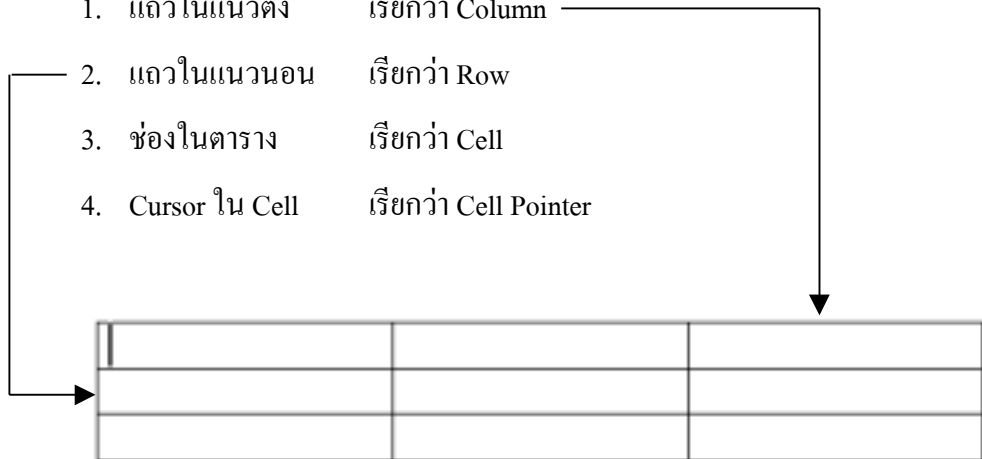 1. แถวในแนวตั้ง เรียกว่า Column
2. แถวในแนวนอน เรียกว่า Row
3. ช่องในตาราง เรียกว่า Cell
4. Cursor ใน Cell เรียกว่า Cell Pointer